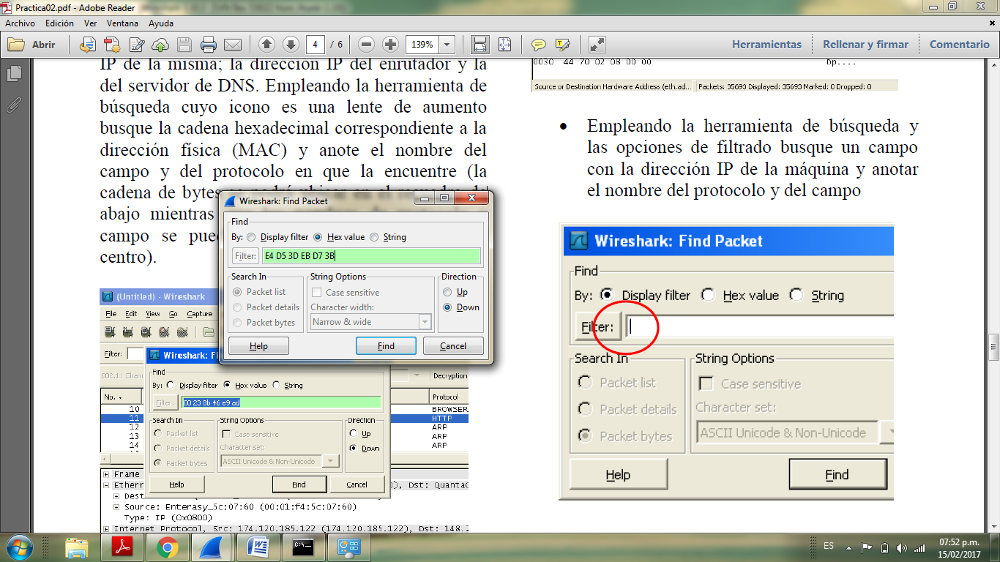 Practica02.pdf - Adobe Reader
Archivo Edición Ver Ventana Ayuda
Abrir 4 / 6 139% Herramientas Rellenar y firmar Comentario
IP de la misma; la dirección IP del enrutador y la
del servidor de DNS. Empleando la herramienta de
búsqueda cuyo icono es una lente de aumento
busque la cadena hexadecimal correspondiente a la
dirección física (MAC) y anote el nombre del
campo y del protocolo en que la encuentre (la
cadena de bytes
abajo mientras
campo se pue
centro).
Wireshark: Find Packet
Find
By: Display filter Hex value String
Filter: E4 D5 3D EB D7 3B
Search In String Options Direction
Packet list Case sensitive Up
Packet details Character width: Down
Packet bytes Narrow & wide
Help Find Cancel
(Untitled) - Wireshark
File Edit View Go Capture
Filter:
802.11 Chann Decryption
No. . Protocol
10 BROWSER
11 HTTP
12 ARP
13 ARP
14 ARP
Wireshark: Fi
Find
By: Display filter Hex value String
Filter: 00 23 8b 46 e9 ad
Search In String Options Direction
Packet list Case sensitive Up
Packet details Character set: Down
Packet bytes ASCII Unicode & Non-Unicode
Help Find Cancel
Frame
Ethern 0), Dst: QuantaC
Dest
Source: Enterasy_5c:07:60 (00:01:f4:5c:07:60)
Type: IP (0x0800)
Internet Protocol, Src: 174.120.185.122 (174.120.185.122), Dst: 148.2
0030 44 70 02 08 00 00 Dp....
Source or Destination Hardware Address (eth.ad... Packets: 35693 Displayed: 35693 Marked: 0 Dropped: 0
• Empleando la herramienta de búsqueda y
las opciones de filtrado busque un campo
con la dirección IP de la máquina y anotar
el nombre del protocolo y del campo
Wireshark: Find Packet
Find
By: Display filter Hex value String
Filter:
Search In String Options
Packet list Case sensitive
Packet details Character set:
Packet bytes ASCII Unicode & Non-Unicode
Help Find
ES 07:52 p.m.
15/02/2017